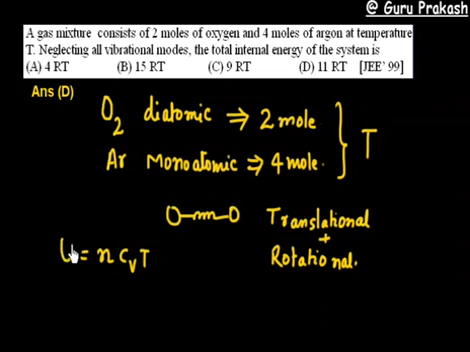 @ Guru Prakash
A gas mixture consists of 2 moles of oxygen and 4 moles of argon at temperature
T. Neglecting all vibrational modes, the total internal energy of the system is
(A) 4 RT (B) 15 RT (C) 9 RT (D) 11 RT [JEE' 99]
Ans (D)
O₂ diatomic ⇒ 2 mole
Ar Monoatomic ⇒ 4 mole.
T
Translational
+
Rotational.
U = n Cᵥ T